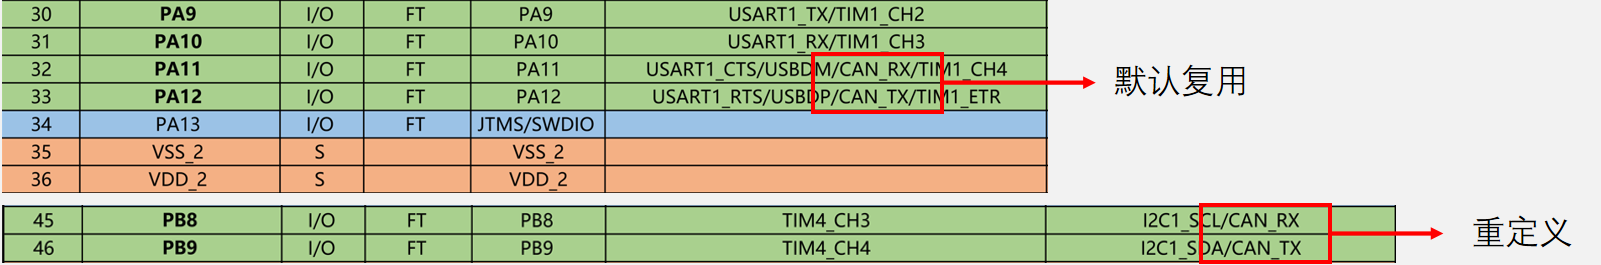 30 PA9 I/O FT PA9 USART1_TX/TIM1_CH2
31 PA10 I/O FT PA10 USART1_RX/TIM1_CH3
32 PA11 I/O FT PA11 USART1_CTS/USBDM/CAN_RX/TIM1_CH4
33 PA12 I/O FT PA12 USART1_RTS/USBDP/CAN_TX/TIM1_ETR
默认复用
34 PA13 I/O FT JTMS/SWDIO
35 VSS_2 S VSS_2
36 VDD_2 S VDD_2
45 PB8 I/O FT PB8 TIM4_CH3 I2C1_SCL/CAN_RX
46 PB9 I/O FT PB9 TIM4_CH4 I2C1_SDA/CAN_TX
重定义